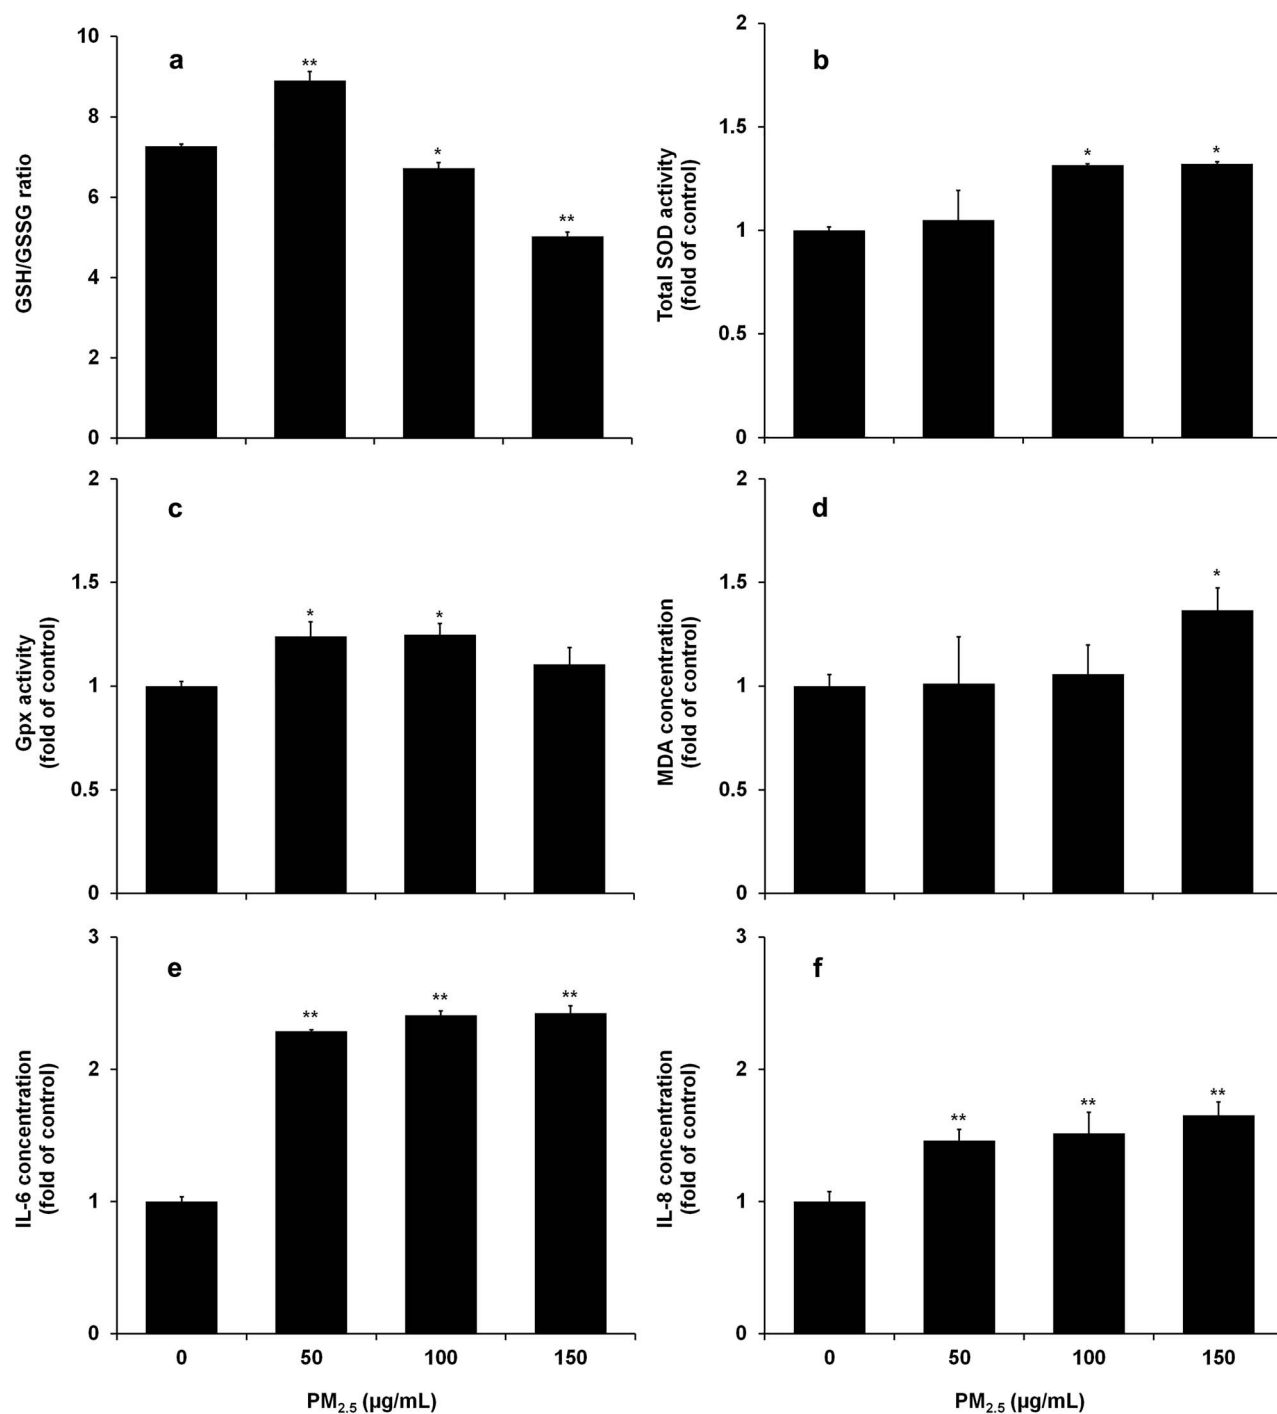 a
GSH/GSSG ratio
10
8
6
4
2
0
**
*
**
b
Total SOD activity
(fold of control)
2
1.5
1
0.5
0
*
*
c
Gpx activity
(fold of control)
2
1.5
1
0.5
0
*
*
d
MDA concentration
(fold of control)
2
1.5
1
0.5
0
*
e
IL-6 concentration
(fold of control)
3
2
1
0
**
**
**
0 50 100 150
PM2.5 (µg/mL)
f
IL-8 concentration
(fold of control)
3
2
1
0
**
**
**
0 50 100 150
PM2.5 (µg/mL)